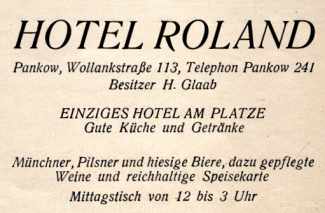 HOTEL ROLAND
Pankow, Wollankstraße 113, Telephon Pankow 241
Besitzer H. Glaab
EINZIGES HOTEL AM PLATZE
Gute Küche und Getränke
Münchner, Pilsner und hiesige Biere, dazu gepflegte
Weine und reichhaltige Speisekarte
Mittagstisch von 12 bis 3 Uhr